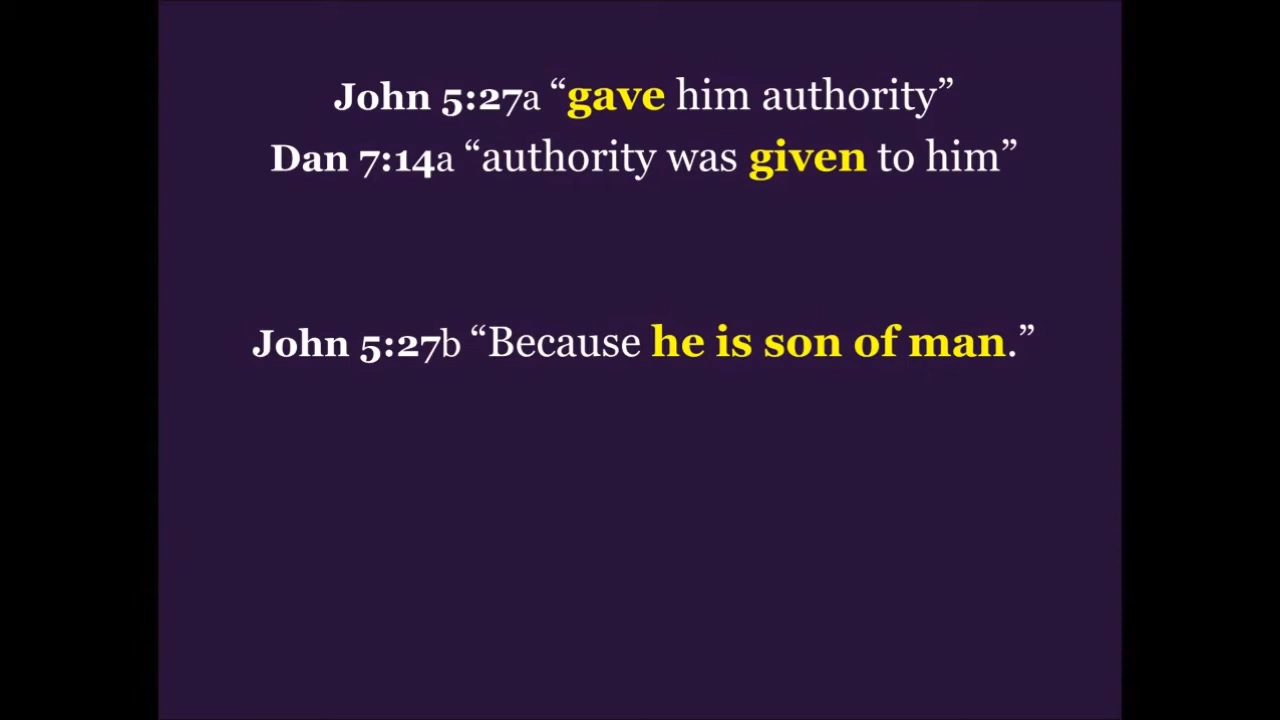 John 5:27a “gave him authority”
Dan 7:14a “authority was given to him”
John 5:27b “Because he is son of man.”